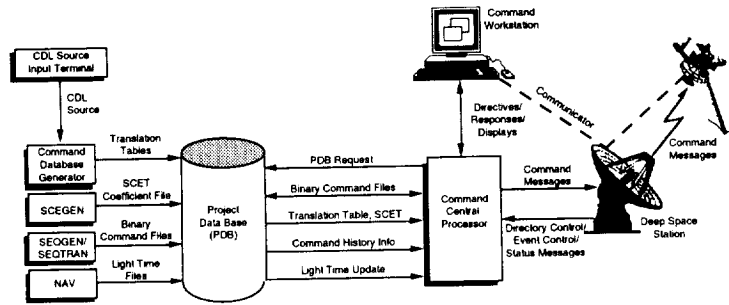 Command
Workstation
CDL Source
Input Terminal
CDL
Source
Directives/
Responses/
Displays
Communicator
Command
Messages
Command
Database
Generator
Translation
Tables
SCEGEN
SCET
Coefficient File
SEQGEN/
SEQTRAN
Binary
Command Files
NAV
Light Time
Files
Project
Data Base
(PDB)
PDB Request
Binary Command Files
Translation Table, SCET
Command History Info
Light Time Update
Command
Central
Processor
Command
Messages
Directory Control/
Event Control/
Status Messages
Deep Space
Station